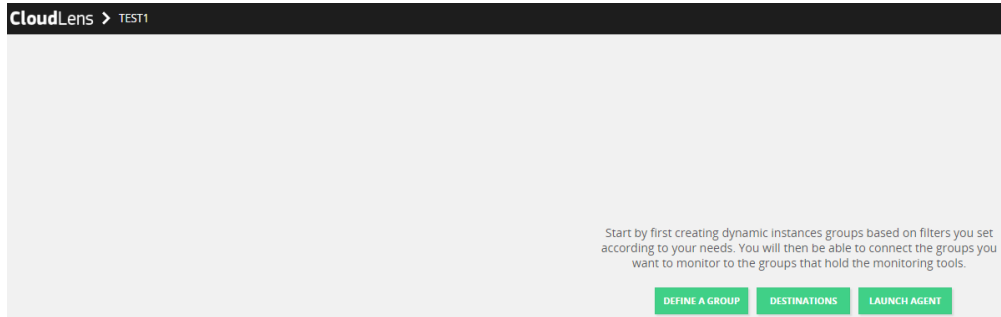 CloudLens > TEST1
Start by first creating dynamic instances groups based on filters you set
according to your needs. You will then be able to connect the groups you
want to monitor to the groups that hold the monitoring tools.
DEFINE A GROUP DESTINATIONS LAUNCH AGENT